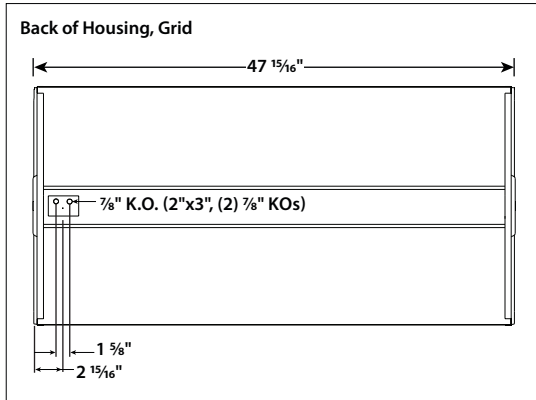 Back of Housing, Grid
47 ¹⁵⁄₁₆"
⅞" K.O. (2"x3", (2) ⅞" KOs)
1 ⅝"
2 ¹⁵⁄₁₆"